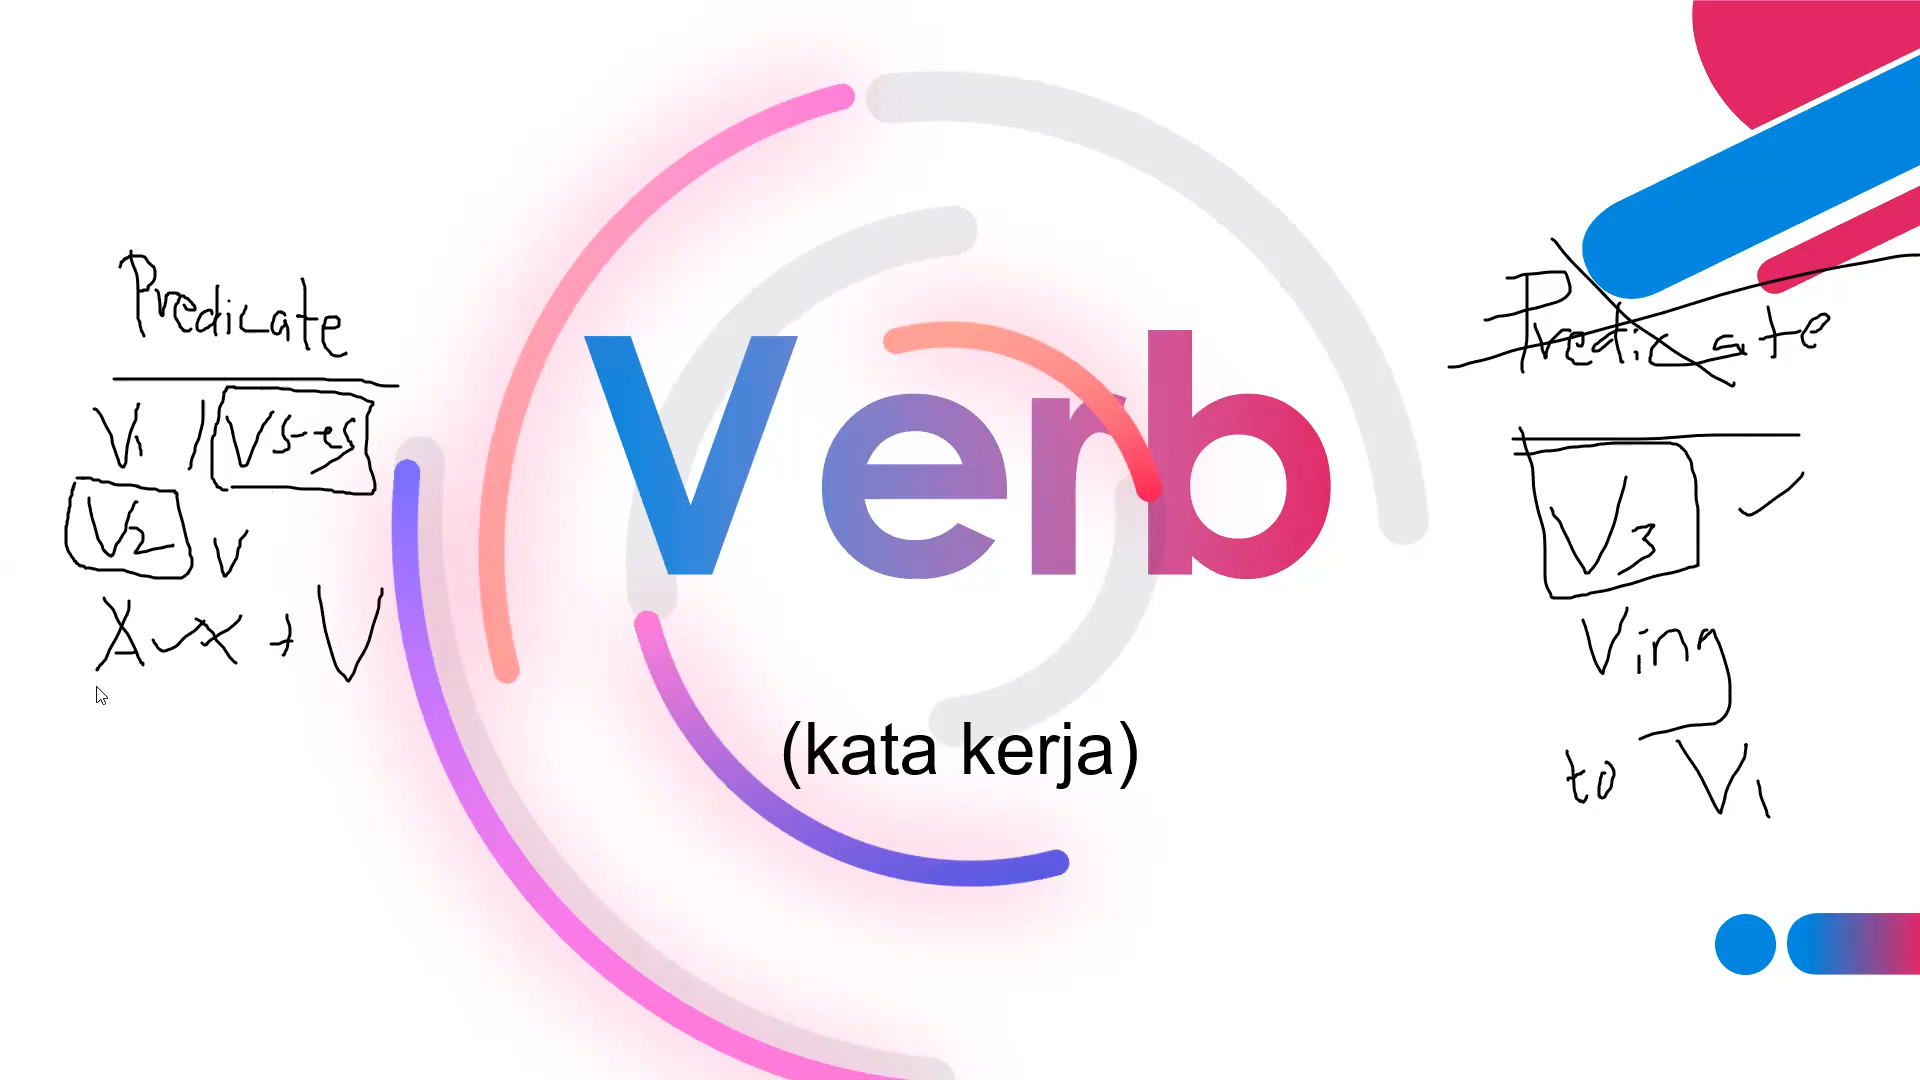 Predicate
V1 / Vs-es
V2 V
Aux + V
Verb
(kata kerja)
Predicate
V3 ✓
Ving
to V1